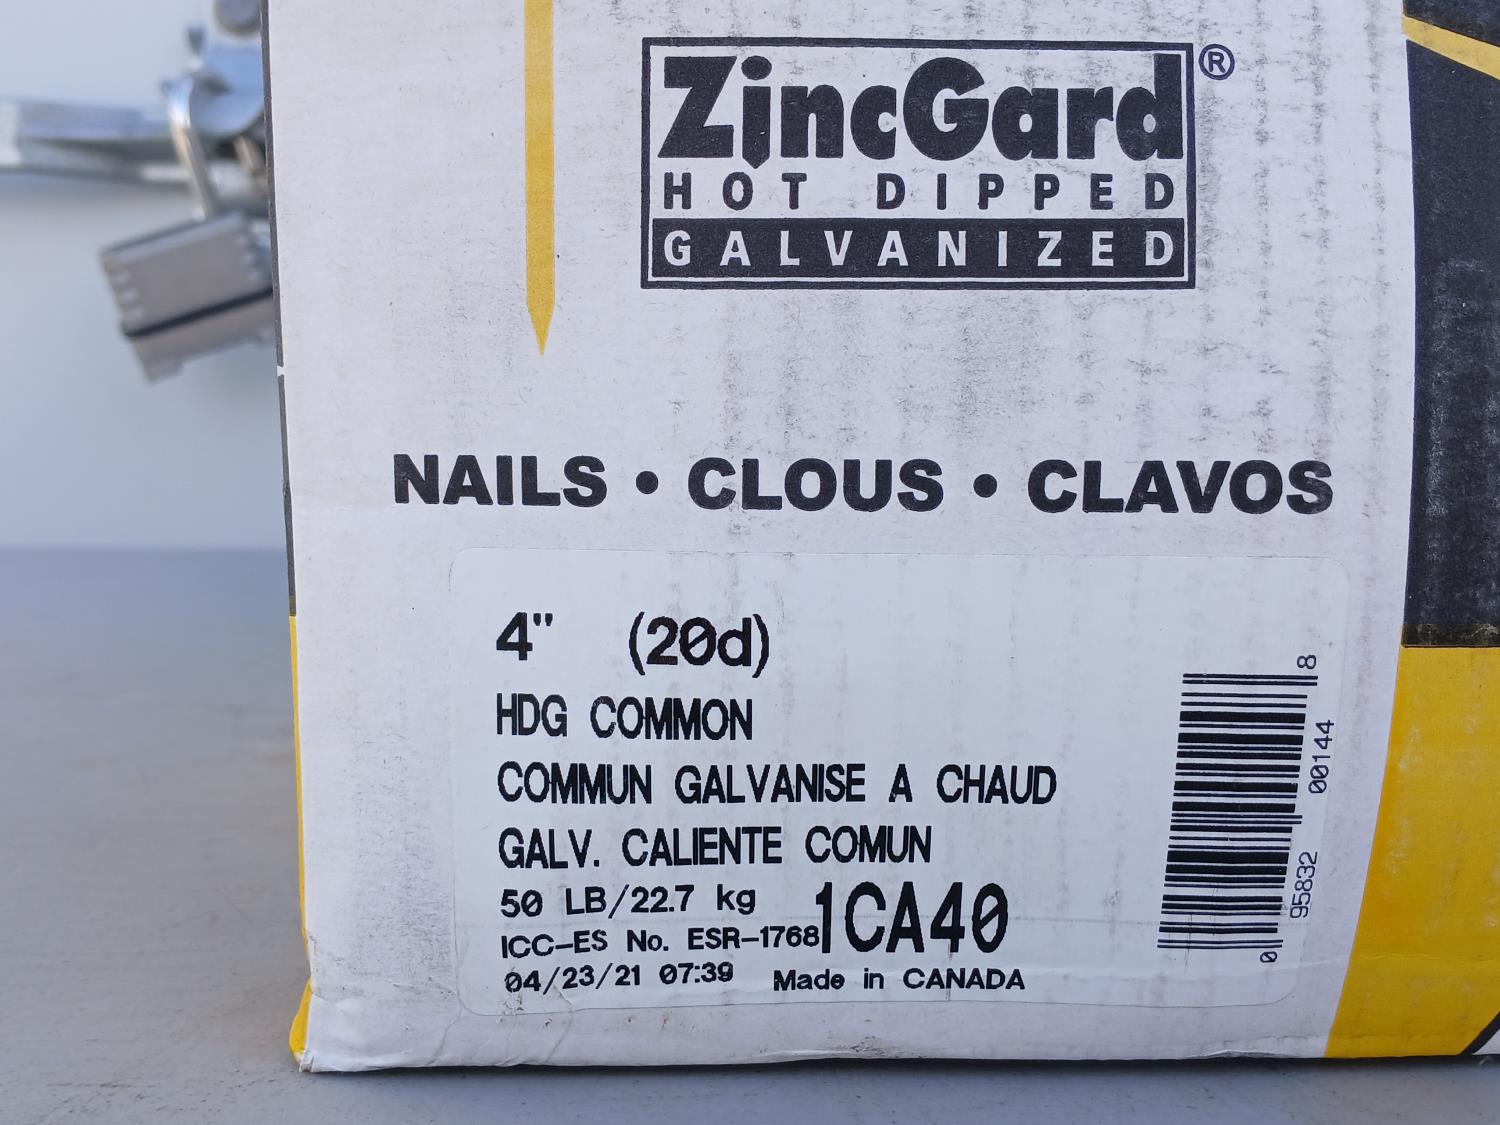 ZincGard®
HOT DIPPED
GALVANIZED
NAILS • CLOUS • CLAVOS
4" (20d)
HDG COMMON
COMMUN GALVANISE A CHAUD
GALV. CALIENTE COMUN
50 LB/22.7 kg 1CA40
ICC-ES No. ESR-1768
04/23/21 07:39 Made in CANADA
0 95832 00144 8